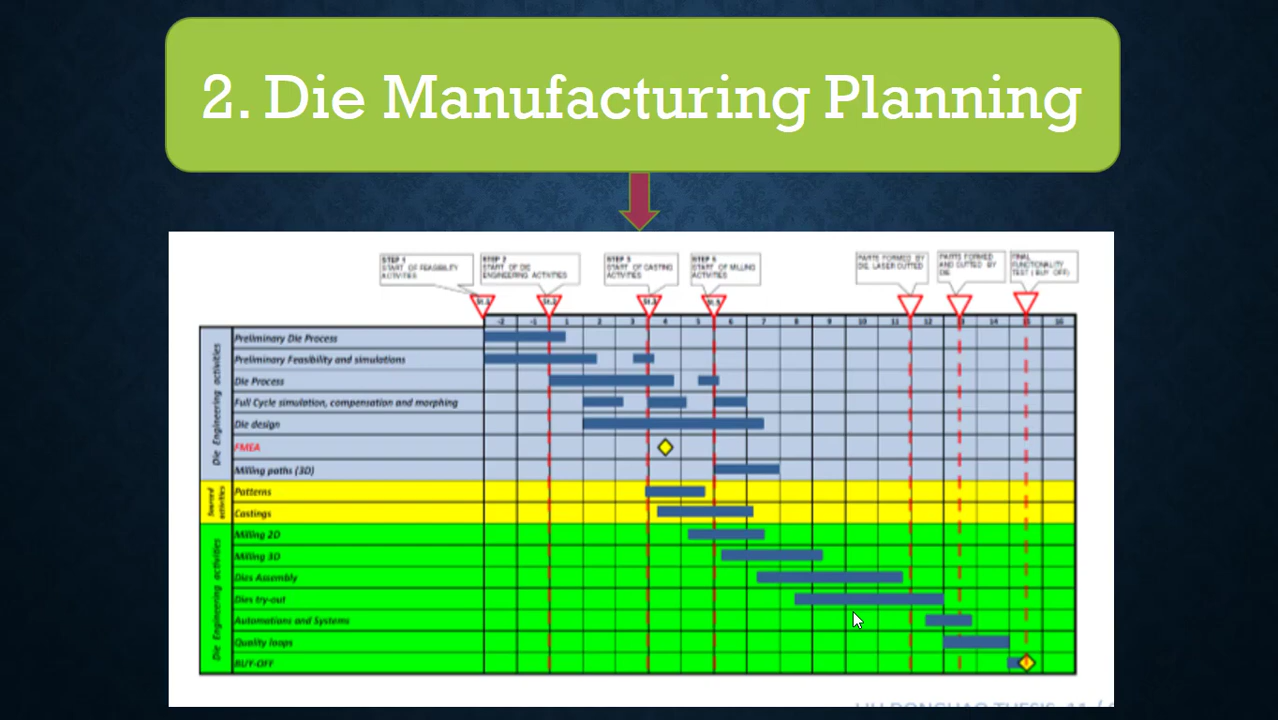 2. Die Manufacturing Planning
STEP 1
START OF FEASIBILITY
ACTIVITIES
STEP 2
START OF DIE
ENGINEERING ACTIVITIES
START OF CASTING
ACTIVITIES
START OF MILLING
ACTIVITIES
PARTS FORMED BY
DIE, LASER CUTTED
PARTS FORMED
AND CUTTED BY
DIE
FINAL
FUNCTIONALITY
TEST ( BUY OFF)
-2 -1 1 2 3 4 5 6 7 8 9 10 11 12 13 14 15 16
Die Engineering activities
Preliminary Die Process
Preliminary Feasibility and simulations
Die Process
Full Cycle simulation, compensation and morphing
Die design
FMEA
Milling paths (3D)
activities
Patterns
Castings
Die Engineering activities
Milling 2D
Milling 3D
Dies Assembly
Dies try-out
Automations and Systems
Quality loops
BUY-OFF